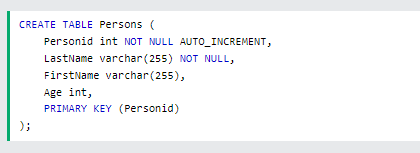 CREATE TABLE Persons (
    Personid int NOT NULL AUTO_INCREMENT,
    LastName varchar(255) NOT NULL,
    FirstName varchar(255),
    Age int,
    PRIMARY KEY (Personid)
);